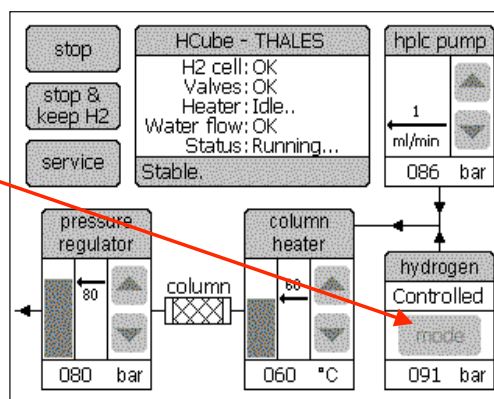 stop
stop &
keep H2
service
HCube - THALES
H2 cell: OK
Valves: OK
Heater: Idle..
Water flow: OK
Status: Running...
Stable.
hplc pump
1
ml/min
086 bar
pressure
regulator
80
080 bar
column
column
heater
60
060 °C
hydrogen
Controlled
mode
091 bar